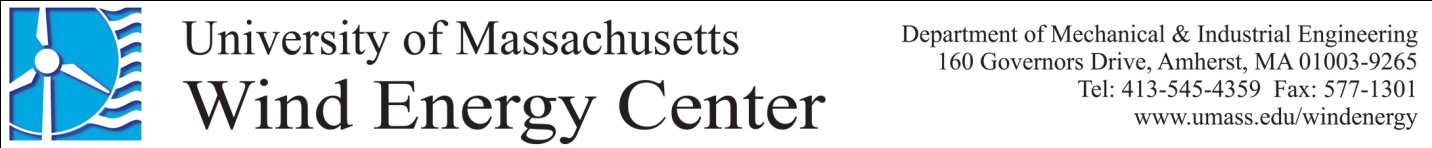 University of Massachusetts
Wind Energy Center
Department of Mechanical & Industrial Engineering
160 Governors Drive, Amherst, MA 01003-9265
Tel: 413-545-4359  Fax: 577-1301
www.umass.edu/windenergy